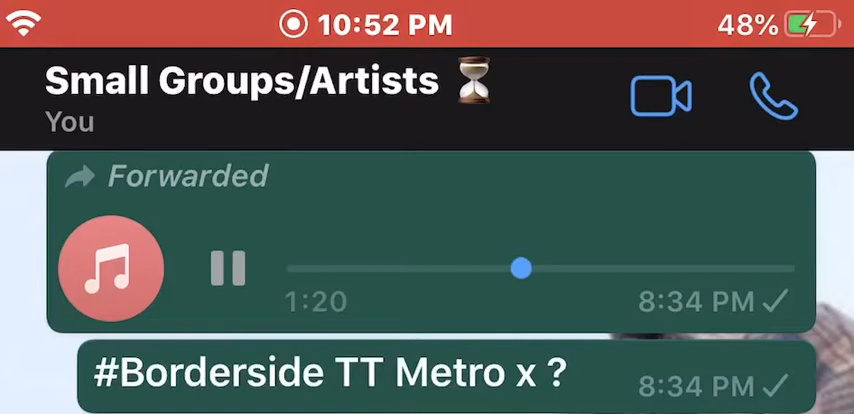 10:52 PM 48%
Small Groups/Artists ⏳
You
Forwarded
1:20 8:34 PM
#Borderside TT Metro x ? 8:34 PM